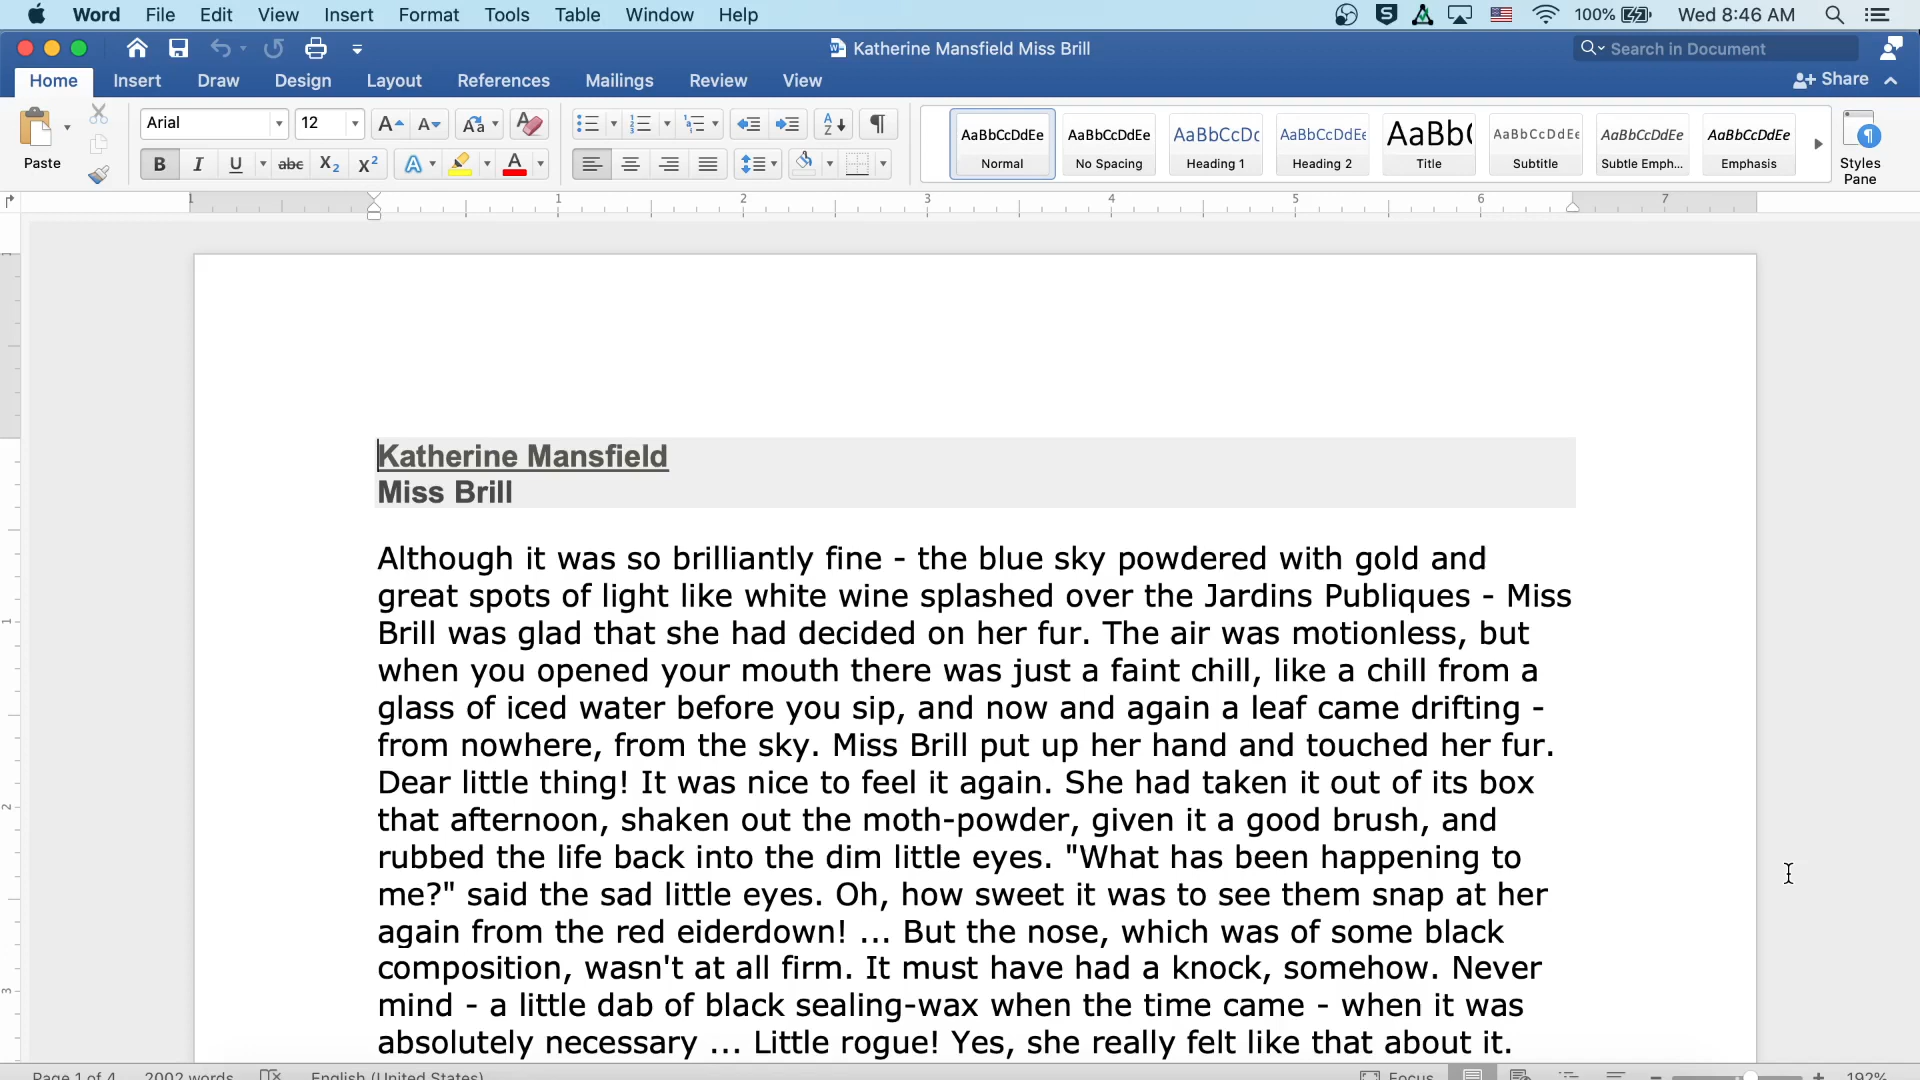 Word File Edit View Insert Format Tools Table Window Help 100% Wed 8:46 AM
Katherine Mansfield Miss Brill Search in Document
Home Insert Draw Design Layout References Mailings Review View Share
Arial 12 AaBbCcDdEe AaBbCcDdEe AaBbCcDc AaBbCcDdEe AaBb( AaBbCcDdEe AaBbCcDdEe AaBbCcDdEe
Paste B I U abc X₂ X² A A Normal No Spacing Heading 1 Heading 2 Title Subtitle Subtle Emph... Emphasis Styles Pane
1 1 2 3 4 5 6 7
Katherine Mansfield
Miss Brill
Although it was so brilliantly fine - the blue sky powdered with gold and
great spots of light like white wine splashed over the Jardins Publiques - Miss
Brill was glad that she had decided on her fur. The air was motionless, but
when you opened your mouth there was just a faint chill, like a chill from a
glass of iced water before you sip, and now and again a leaf came drifting -
from nowhere, from the sky. Miss Brill put up her hand and touched her fur.
Dear little thing! It was nice to feel it again. She had taken it out of its box
that afternoon, shaken out the moth-powder, given it a good brush, and
rubbed the life back into the dim little eyes. "What has been happening to
me?" said the sad little eyes. Oh, how sweet it was to see them snap at her
again from the red eiderdown! ... But the nose, which was of some black
composition, wasn't at all firm. It must have had a knock, somehow. Never
mind - a little dab of black sealing-wax when the time came - when it was
absolutely necessary ... Little rogue! Yes, she really felt like that about it.
Page 1 of 4 2002 words English (United States) Focus 192%